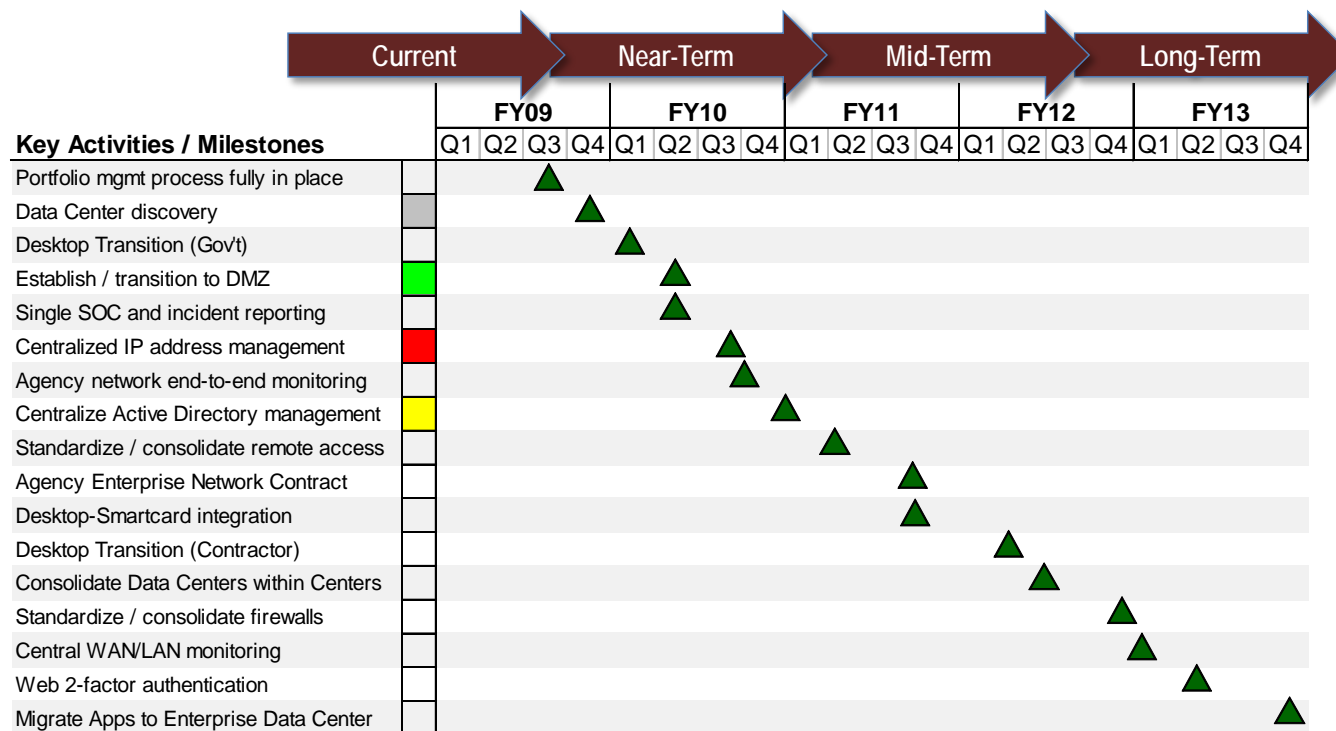 Current Near-Term Mid-Term Long-Term
FY09 FY10 FY11 FY12 FY13
Key Activities / Milestones Q1 Q2 Q3 Q4 Q1 Q2 Q3 Q4 Q1 Q2 Q3 Q4 Q1 Q2 Q3 Q4 Q1 Q2 Q3 Q4
Portfolio mgmt process fully in place
Data Center discovery
Desktop Transition (Gov't)
Establish / transition to DMZ
Single SOC and incident reporting
Centralized IP address management
Agency network end-to-end monitoring
Centralize Active Directory management
Standardize / consolidate remote access
Agency Enterprise Network Contract
Desktop-Smartcard integration
Desktop Transition (Contractor)
Consolidate Data Centers within Centers
Standardize / consolidate firewalls
Central WAN/LAN monitoring
Web 2-factor authentication
Migrate Apps to Enterprise Data Center